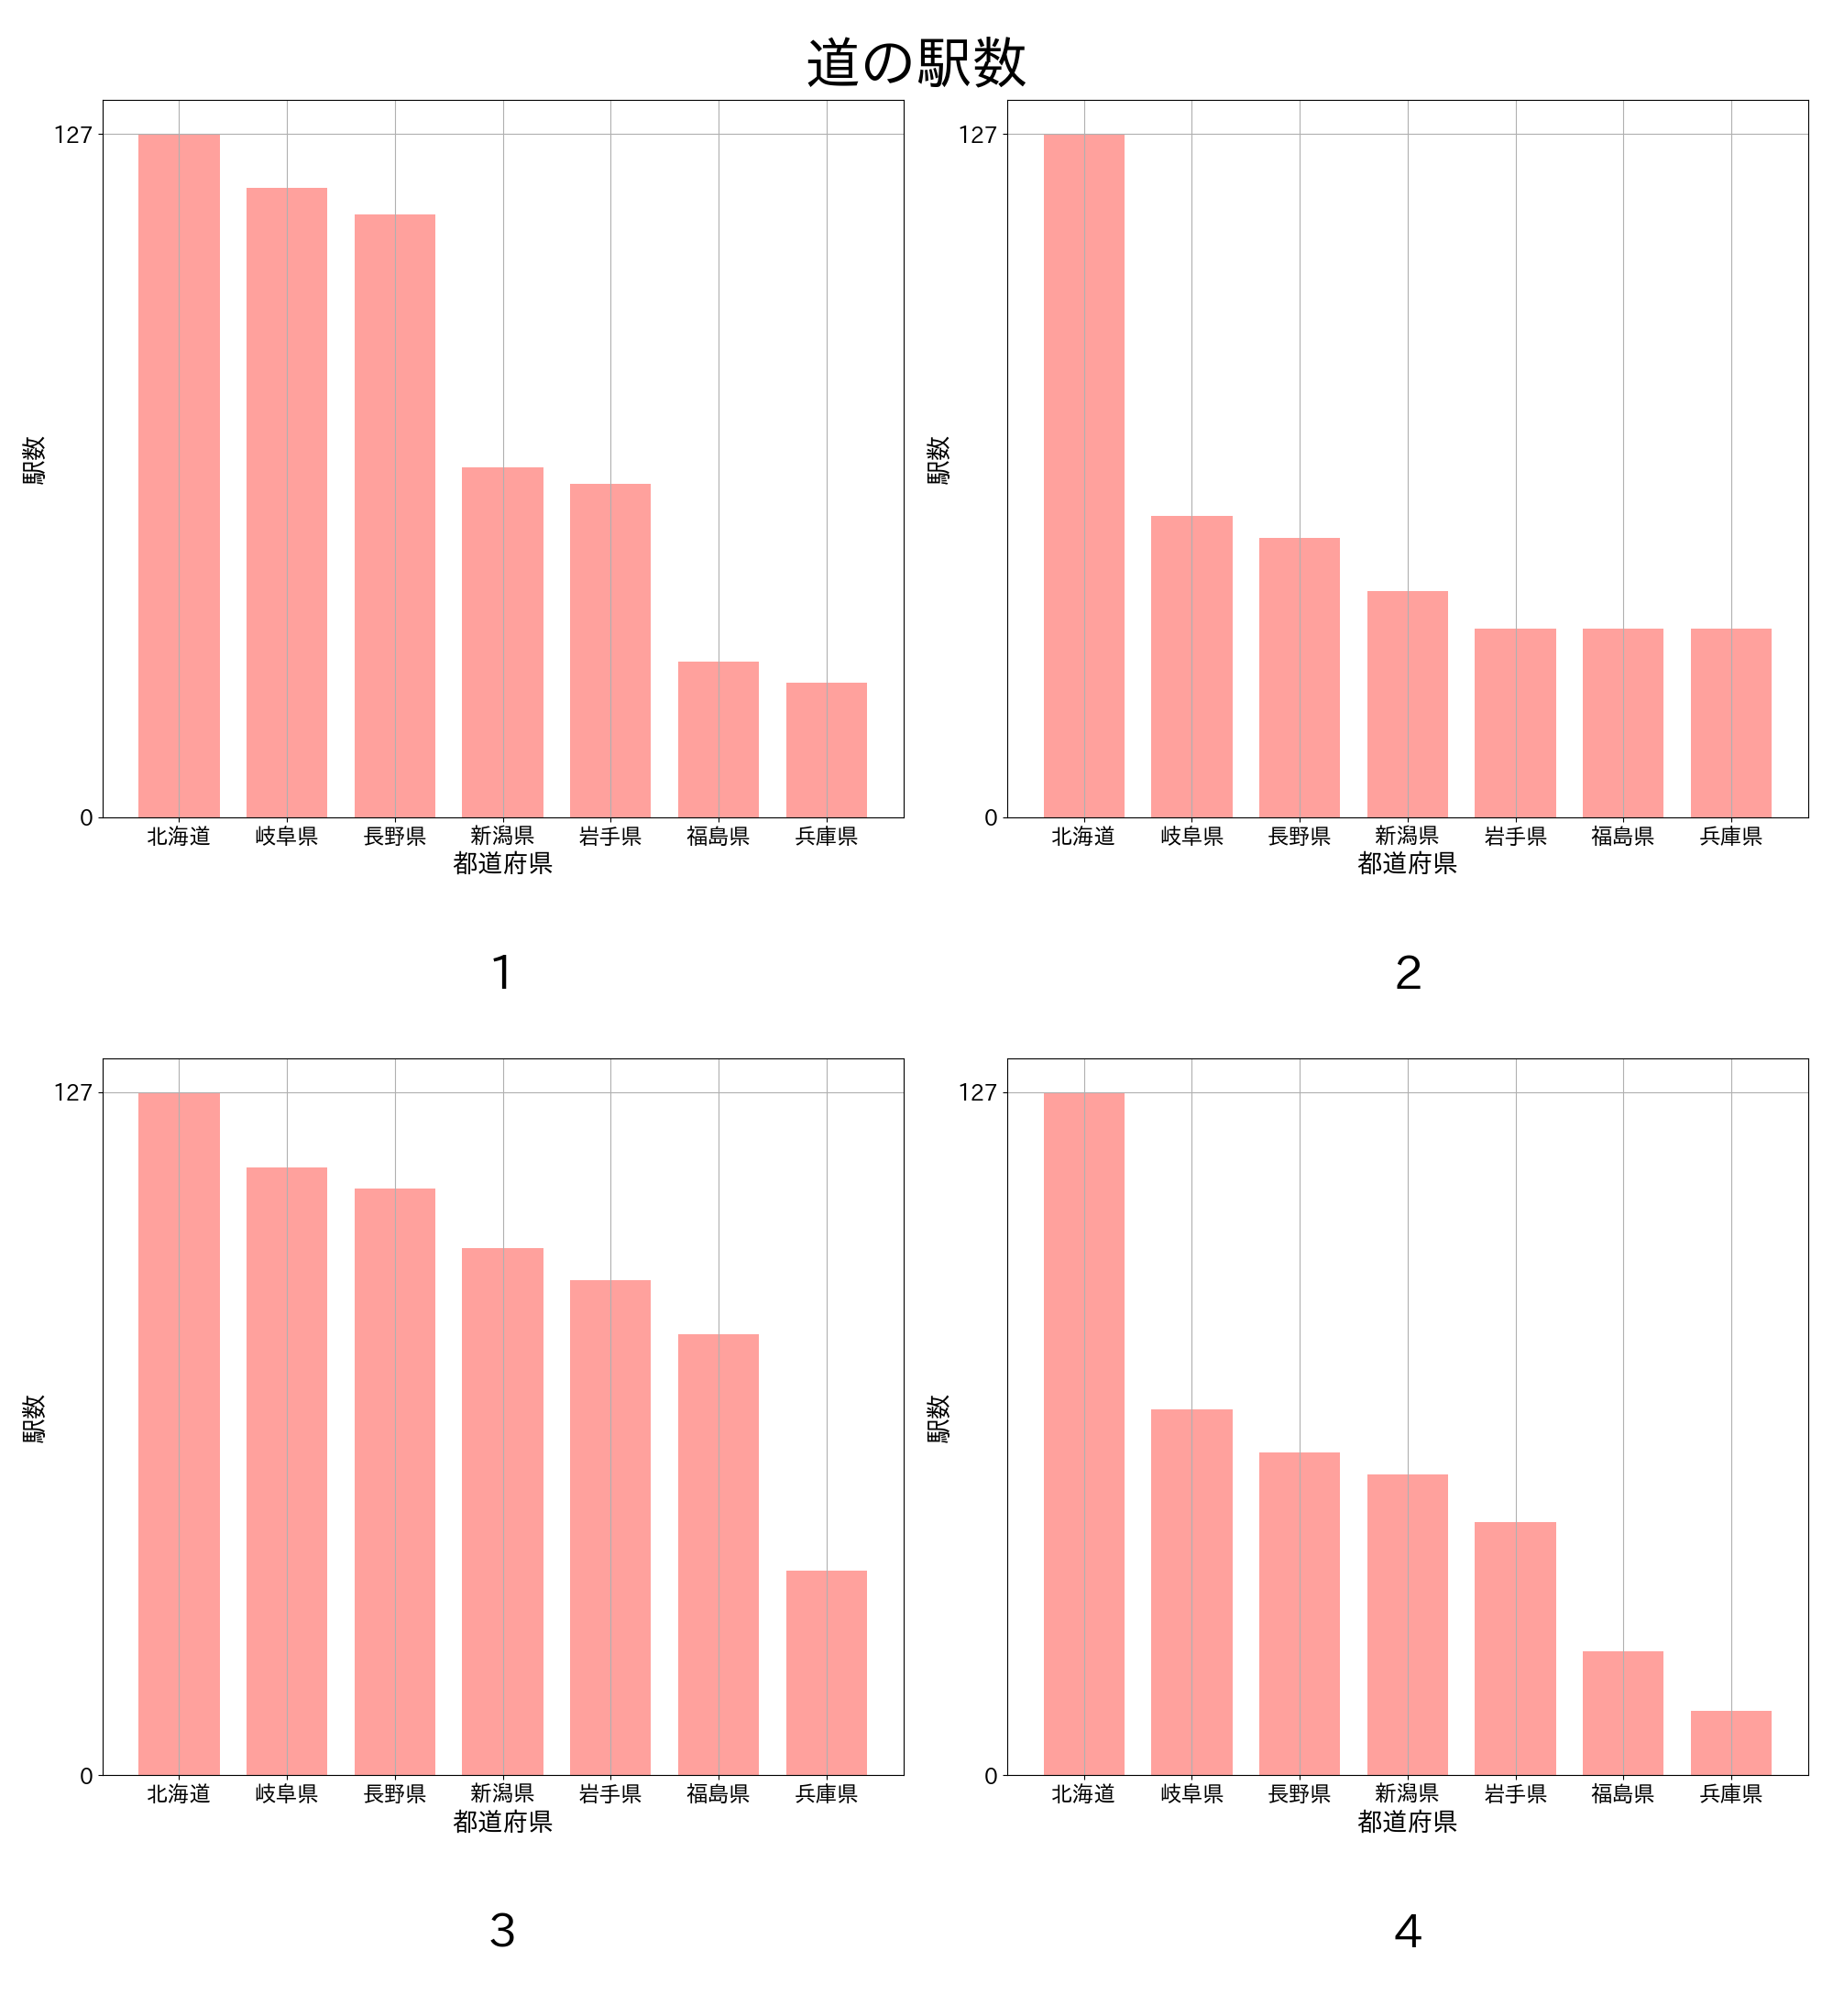 道の駅数
127
駅数
0
北海道 岐阜県 長野県 新潟県 岩手県 福島県 兵庫県
都道府県
1
127
駅数
0
北海道 岐阜県 長野県 新潟県 岩手県 福島県 兵庫県
都道府県
2
127
駅数
0
北海道 岐阜県 長野県 新潟県 岩手県 福島県 兵庫県
都道府県
3
127
駅数
0
北海道 岐阜県 長野県 新潟県 岩手県 福島県 兵庫県
都道府県
4